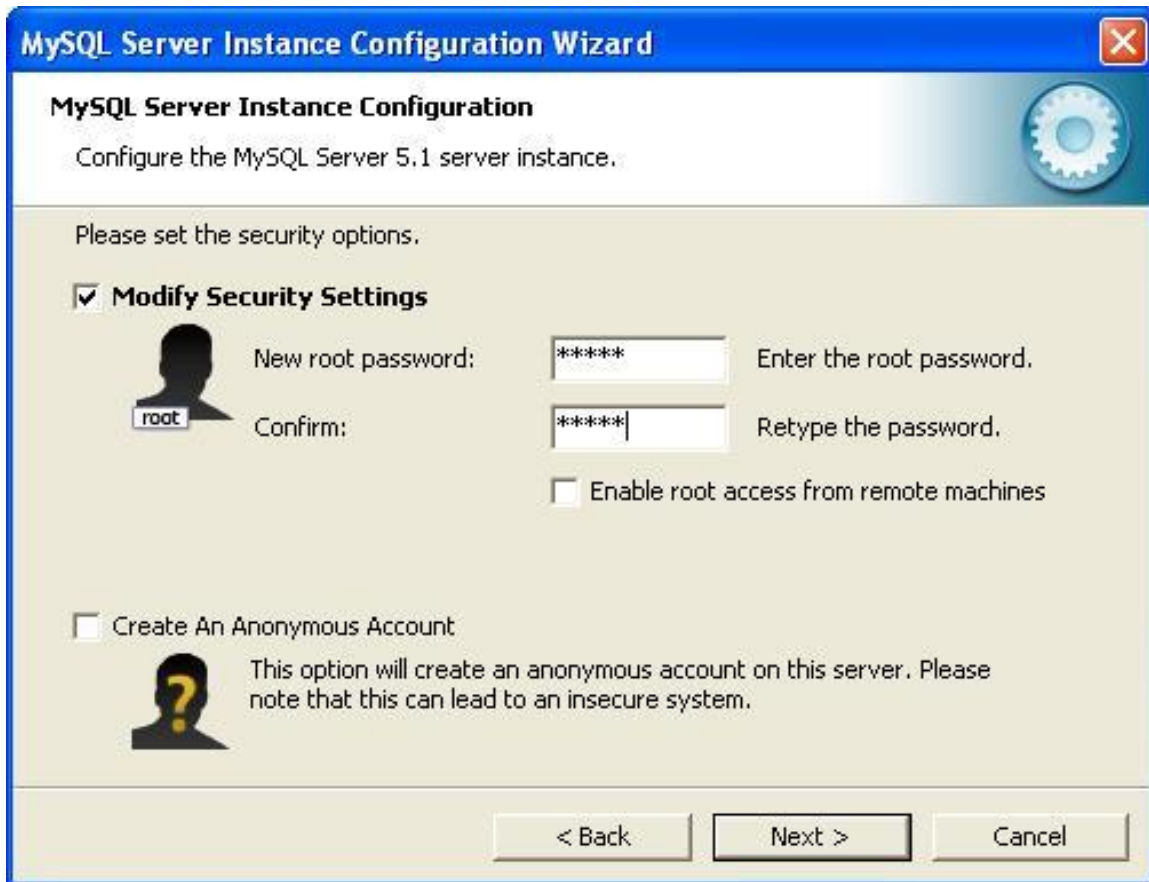 MySQL Server Instance Configuration Wizard
MySQL Server Instance Configuration
Configure the MySQL Server 5.1 server instance.
Please set the security options.
Modify Security Settings
New root password: ***** Enter the root password.
root
Confirm: ***** Retype the password.
Enable root access from remote machines
Create An Anonymous Account
?
This option will create an anonymous account on this server. Please
note that this can lead to an insecure system.
< Back Next > Cancel